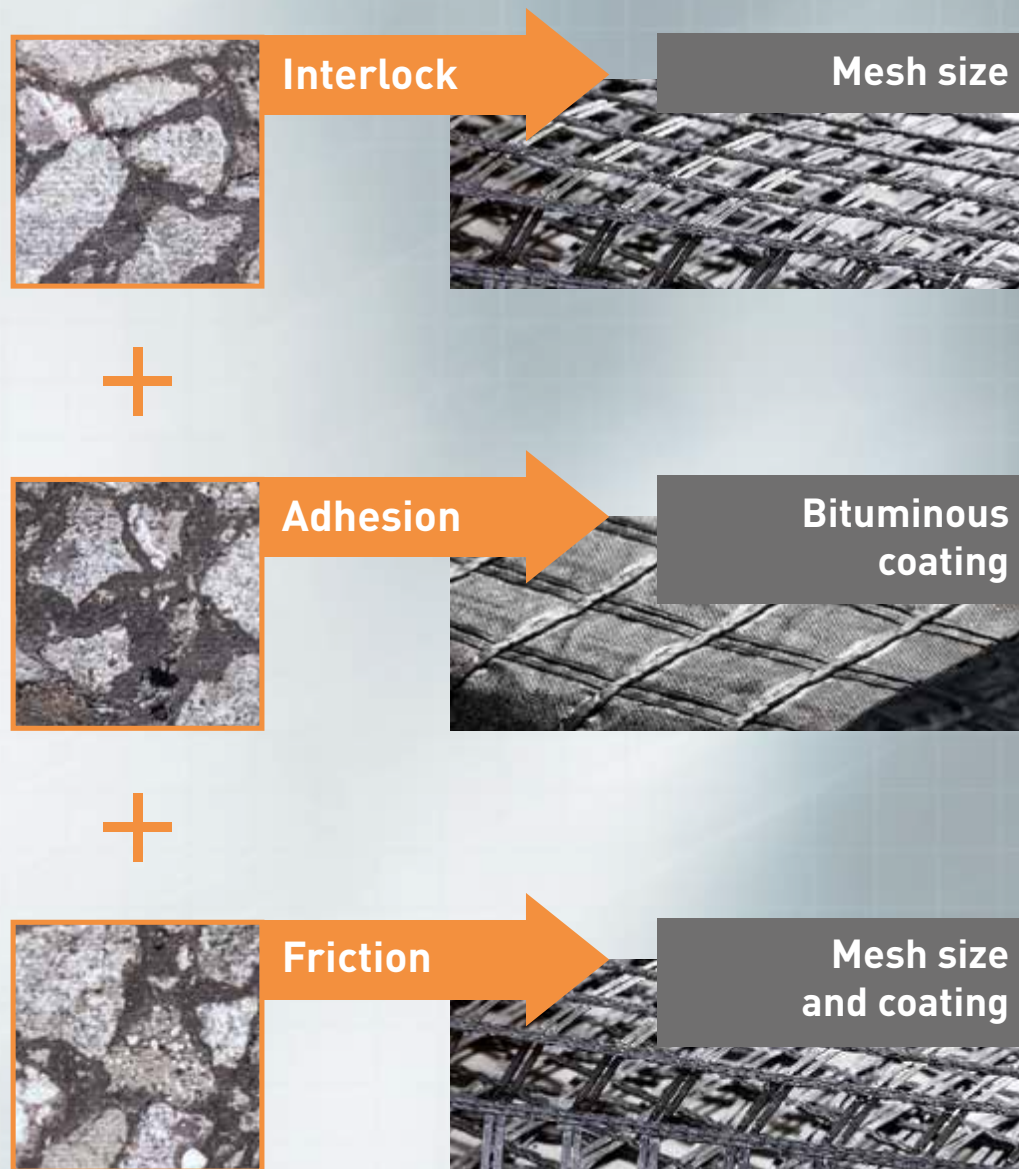 Interlock
Mesh size
+
Adhesion
Bituminous
coating
+
Friction
Mesh size
and coating